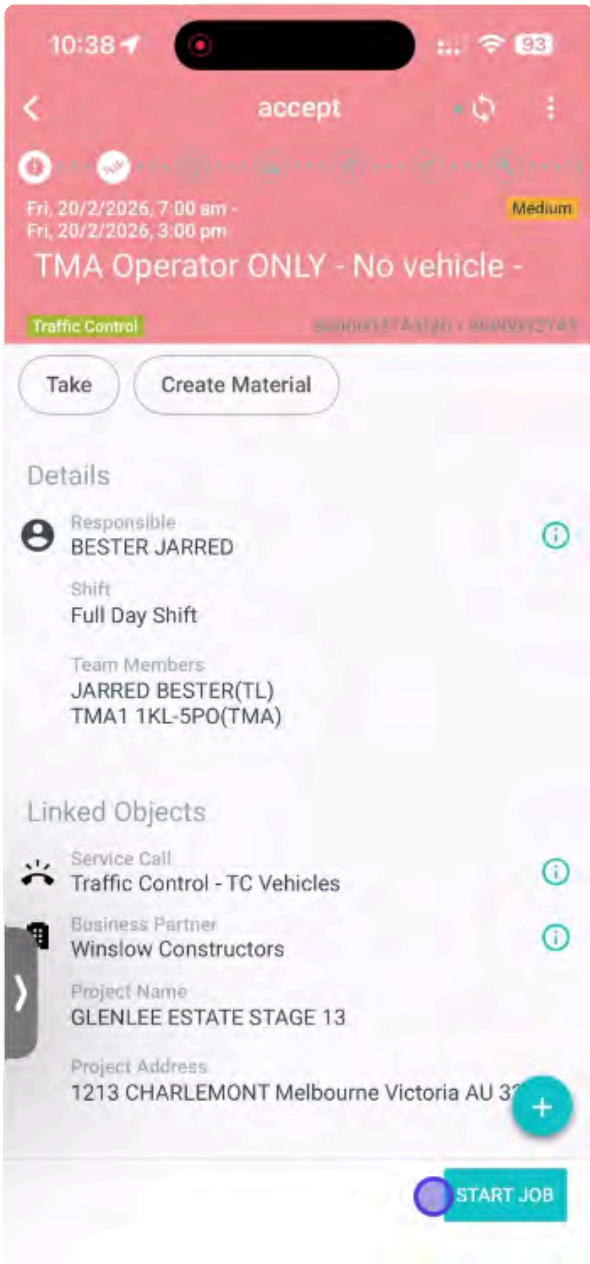 10:38
93
accept
Fri, 20/2/2026, 7:00 am -
Fri, 20/2/2026, 3:00 pm
Medium
TMA Operator ONLY - No vehicle -
Traffic Control
Take
Create Material
Details
Responsible
BESTER JARRED
Shift
Full Day Shift
Team Members
JARRED BESTER(TL)
TMA1 1KL-5PO(TMA)
Linked Objects
Service Call
Traffic Control - TC Vehicles
Business Partner
Winslow Constructors
Project Name
GLENLEE ESTATE STAGE 13
Project Address
1213 CHARLEMONT Melbourne Victoria AU
START JOB